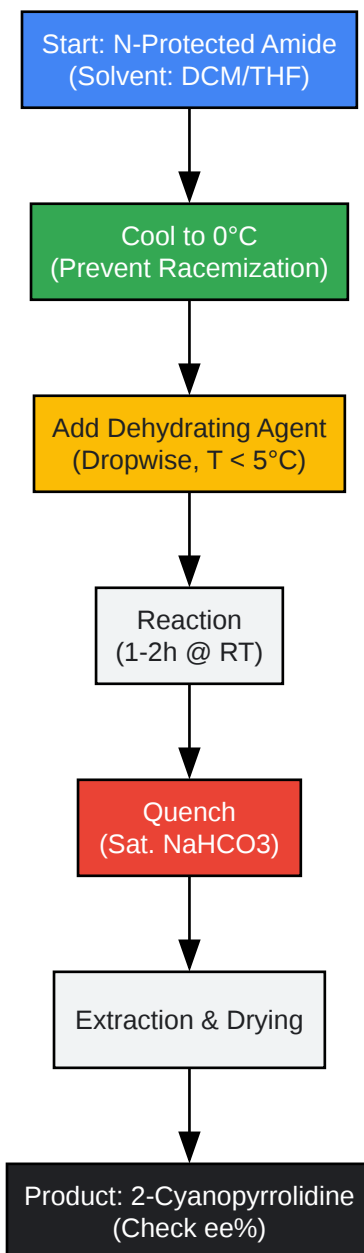 Start: N-Protected Amide
(Solvent: DCM/THF)
Cool to 0°C
(Prevent Racemization)
Add Dehydrating Agent
(Dropwise, T < 5°C)
Reaction
(1-2h @ RT)
Quench
(Sat. NaHCO3)
Extraction & Drying
Product: 2-Cyanopyrrolidine
(Check ee%)